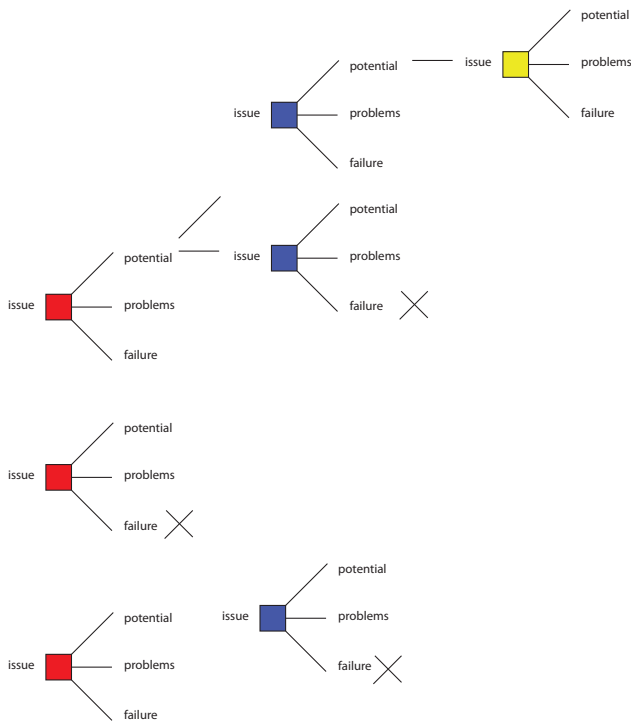 potential
issue
problems
failure
potential
issue
problems
failure
potential
issue
problems
failure
potential
issue
problems
failure
potential
issue
problems
failure
potential
issue
problems
failure
potential
issue
problems
failure